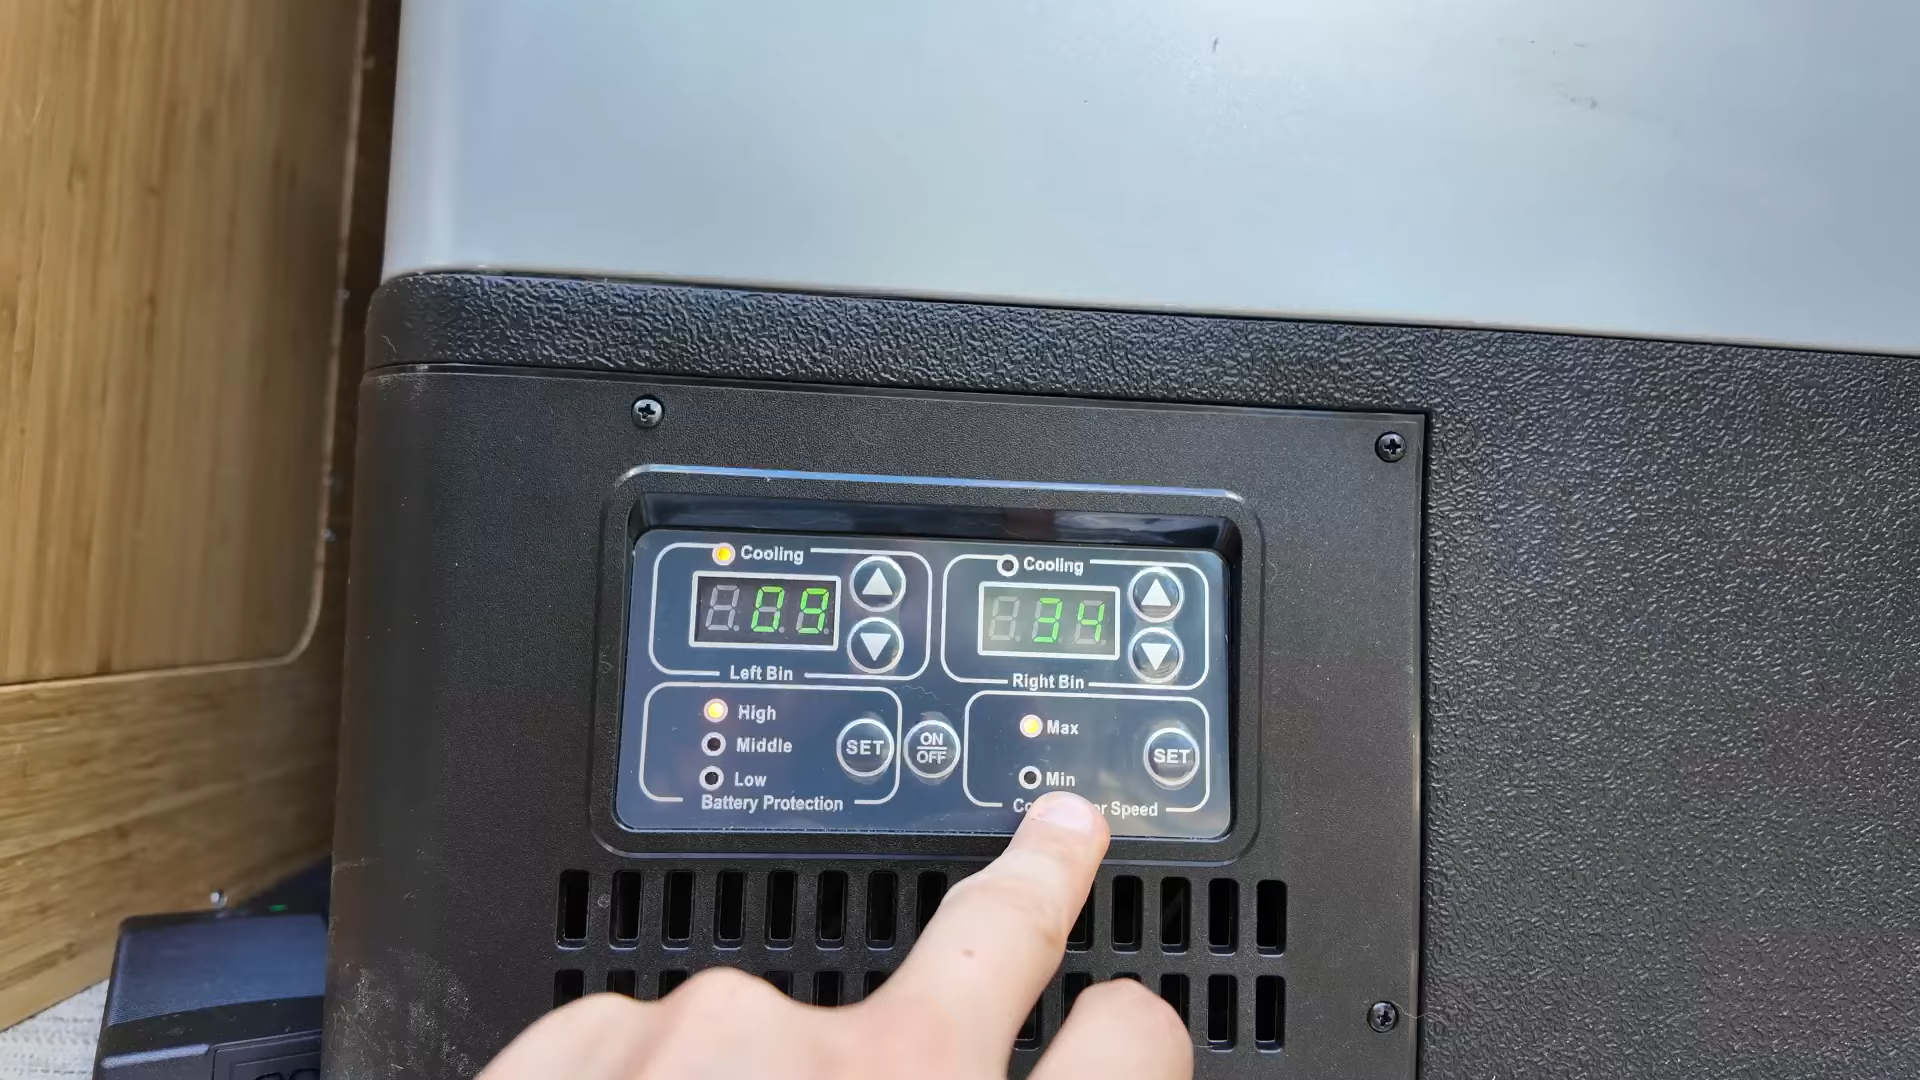 Cooling
09
Left Bin
Cooling
34
Right Bin
High
Middle
Low
SET
Battery Protection
ON
OFF
Max
Min
SET
Speed